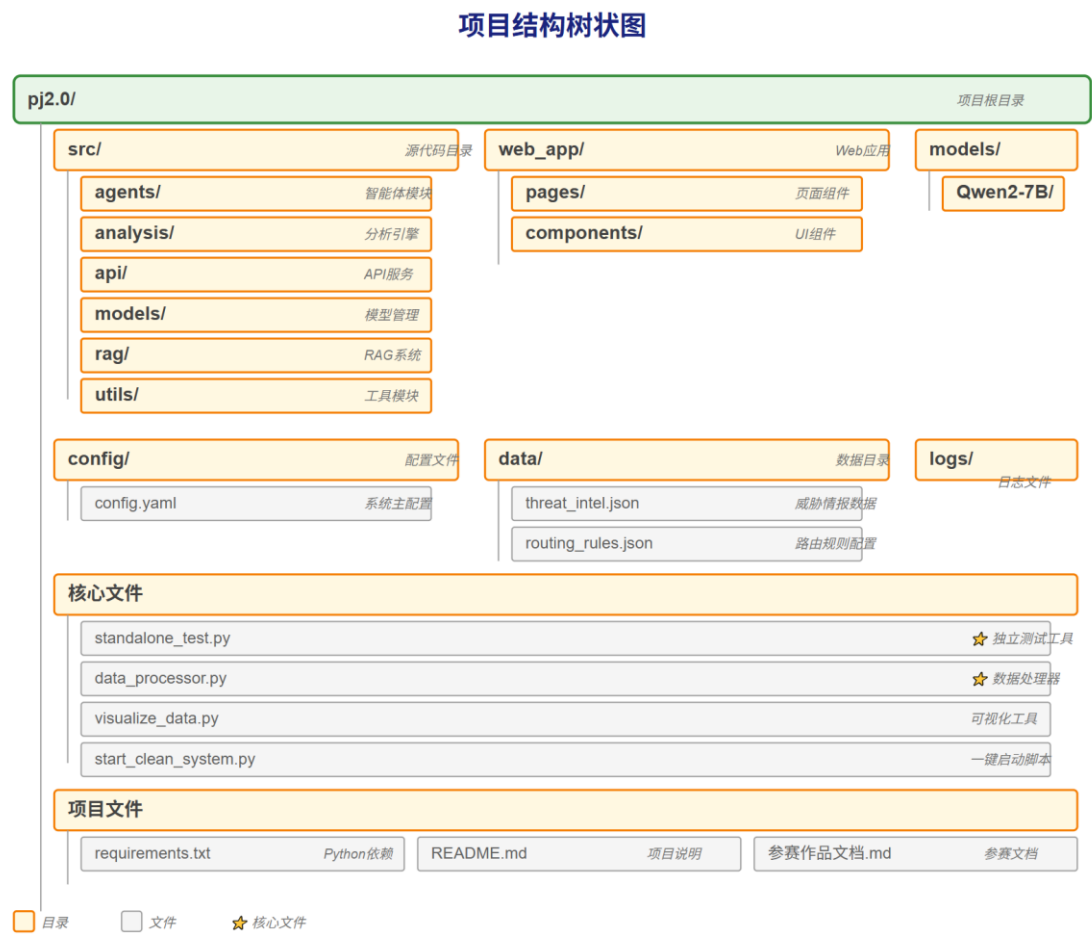 项目结构树状图
pj2.0/ 项目根目录
src/ 源代码目录 web_app/ Web应用 models/
agents/ 智能体模块 pages/ 页面组件 Qwen2-7B/
analysis/ 分析引擎 components/ UI组件
api/ API服务
models/ 模型管理
rag/ RAG系统
utils/ 工具模块
config/ 配置文件 data/ 数据目录 logs/
日志文件
config.yaml 系统主配置 threat_intel.json 威胁情报数据
routing_rules.json 路由规则配置
核心文件
standalone_test.py 独立测试工具
data_processor.py 数据处理器
visualize_data.py 可视化工具
start_clean_system.py 一键启动脚本
项目文件
requirements.txt Python依赖 README.md 项目说明 参赛作品文档.md 参赛文档
目录 文件 核心文件